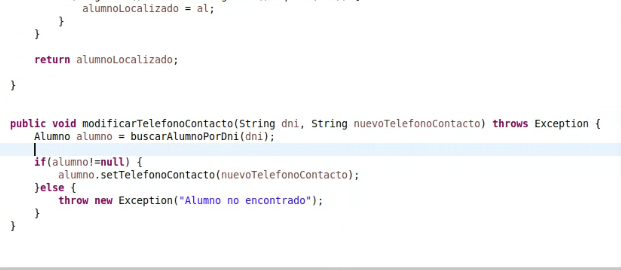 alumnoLocalizado = al;
}
}
return alumnoLocalizado;
}
public void modificarTelefonoContacto(String dni, String nuevoTelefonoContacto) throws Exception {
Alumno alumno = buscarAlumnoPorDni(dni);
if(alumno!=null) {
alumno.setTelefonoContacto(nuevoTelefonoContacto);
}else {
throw new Exception("Alumno no encontrado");
}
}